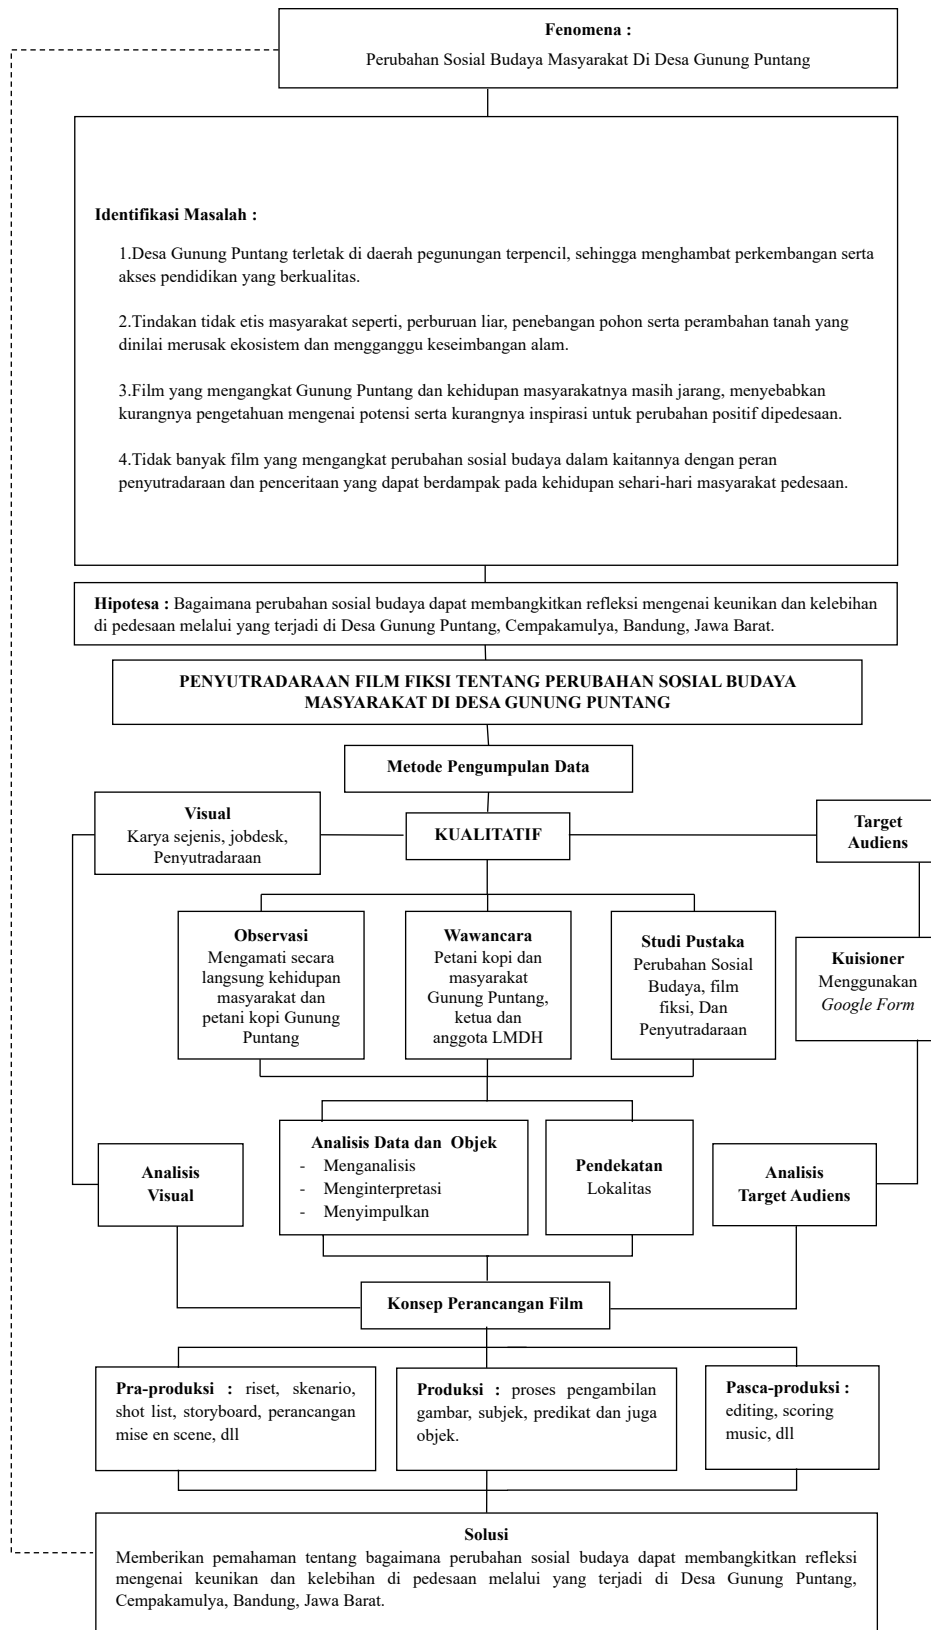 Fenomena :
Perubahan Sosial Budaya Masyarakat Di Desa Gunung Puntang
Identifikasi Masalah :
1.Desa Gunung Puntang terletak di daerah pegunungan terpencil, sehingga menghambat perkembangan serta
akses pendidikan yang berkualitas.
2.Tindakan tidak etis masyarakat seperti, perburuan liar, penebangan pohon serta perambahan tanah yang
dinilai merusak ekosistem dan mengganggu keseimbangan alam.
3.Film yang mengangkat Gunung Puntang dan kehidupan masyarakatnya masih jarang, menyebabkan
kurangnya pengetahuan mengenai potensi serta kurangnya inspirasi untuk perubahan positif dipedesaan.
4.Tidak banyak film yang mengangkat perubahan sosial budaya dalam kaitannya dengan peran
penyutradaraan dan penceritaan yang dapat berdampak pada kehidupan sehari-hari masyarakat pedesaan.
Hipotesa : Bagaimana perubahan sosial budaya dapat membangkitkan refleksi mengenai keunikan dan kelebihan
di pedesaan melalui yang terjadi di Desa Gunung Puntang, Cempakamulya, Bandung, Jawa Barat.
PENYUTRADARAAN FILM FIKSI TENTANG PERUBAHAN SOSIAL BUDAYA
MASYARAKAT DI DESA GUNUNG PUNTANG
Metode Pengumpulan Data
Visual
Karya sejenis, jobdesk,
Penyutradaraan
KUALITATIF
Target
Audiens
Observasi
Mengamati secara
langsung kehidupan
masyarakat dan
petani kopi Gunung
Puntang
Wawancara
Petani kopi dan
masyarakat
Gunung Puntang,
ketua dan
anggota LMDH
Studi Pustaka
Perubahan Sosial
Budaya, film
fiksi, Dan
Penyutradaraan
Kuisioner
Menggunakan
Google Form
Analisis
Visual
Analisis Data dan Objek
- Menganalisis
- Menginterpretasi
- Menyimpulkan
Pendekatan
Lokalitas
Analisis
Target Audiens
Konsep Perancangan Film
Pra-produksi : riset, skenario,
shot list, storyboard, perancangan
mise en scene, dll
Produksi : proses pengambilan
gambar, subjek, predikat dan juga
objek.
Pasca-produksi :
editing, scoring
music, dll
Solusi
Memberikan pemahaman tentang bagaimana perubahan sosial budaya dapat membangkitkan refleksi
mengenai keunikan dan kelebihan di pedesaan melalui yang terjadi di Desa Gunung Puntang,
Cempakamulya, Bandung, Jawa Barat.